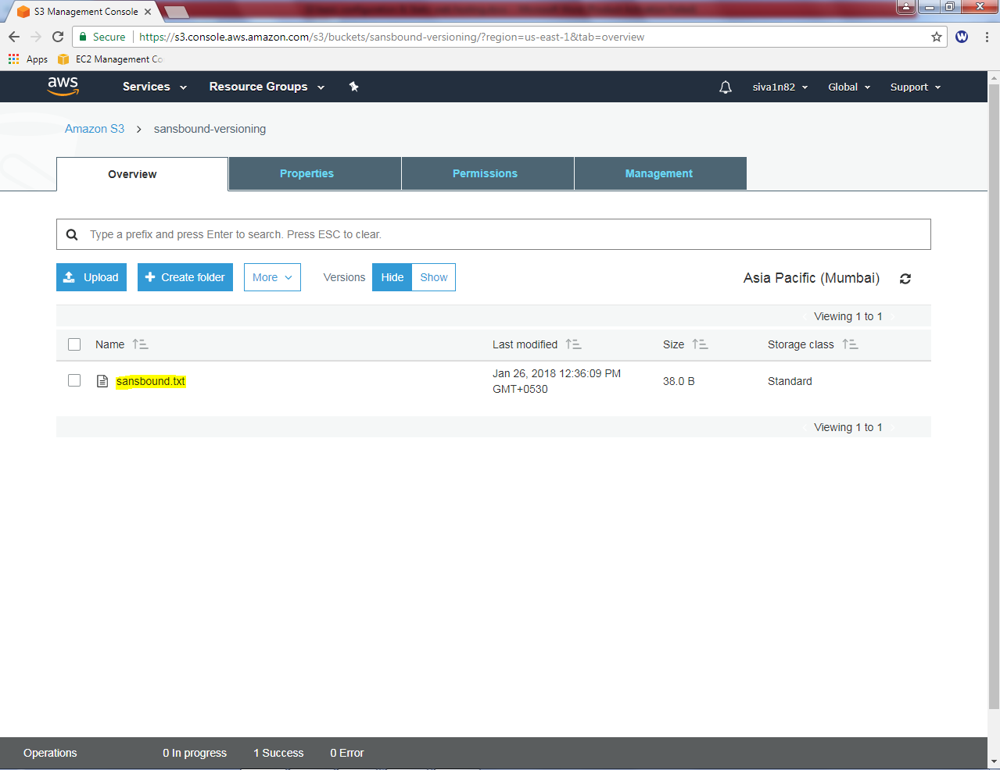 S3 Management Console
Secure https://s3.console.aws.amazon.com/s3/buckets/sansbound-versioning/?region=us-east-1&tab=overview
Apps EC2 Management Co
aws Services Resource Groups siva1n82 Global Support
Amazon S3 > sansbound-versioning
Overview Properties Permissions Management
Type a prefix and press Enter to search. Press ESC to clear.
Upload Create folder More Versions Hide Show Asia Pacific (Mumbai)
Viewing 1 to 1
Name Last modified Size Storage class
sansbound.txt Jan 26, 2018 12:36:09 PM GMT+0530 38.0 B Standard
Viewing 1 to 1
Operations 0 In progress 1 Success 0 Error